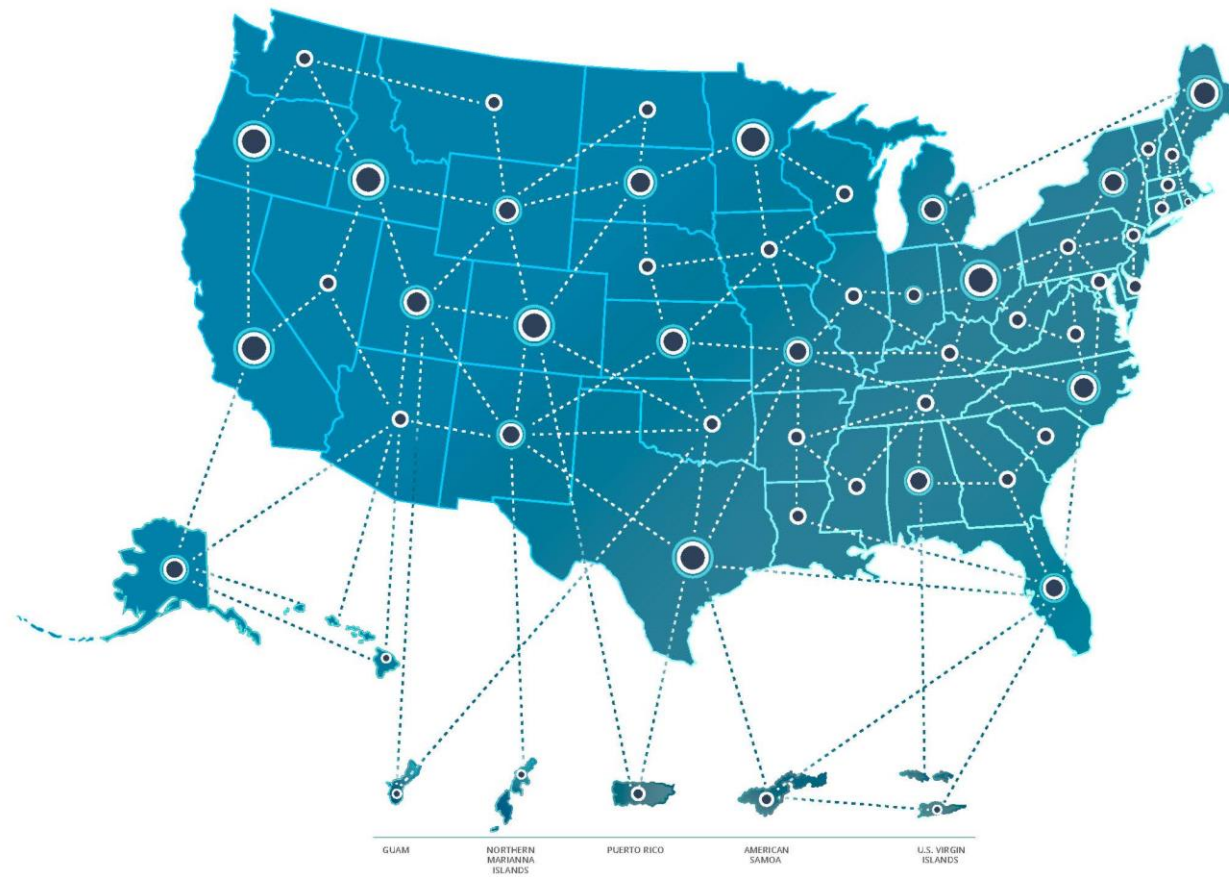 GUAM
NORTHERN
MARIANNA
ISLANDS
PUERTO RICO
AMERICAN
SAMOA
U.S. VIRGIN
ISLANDS